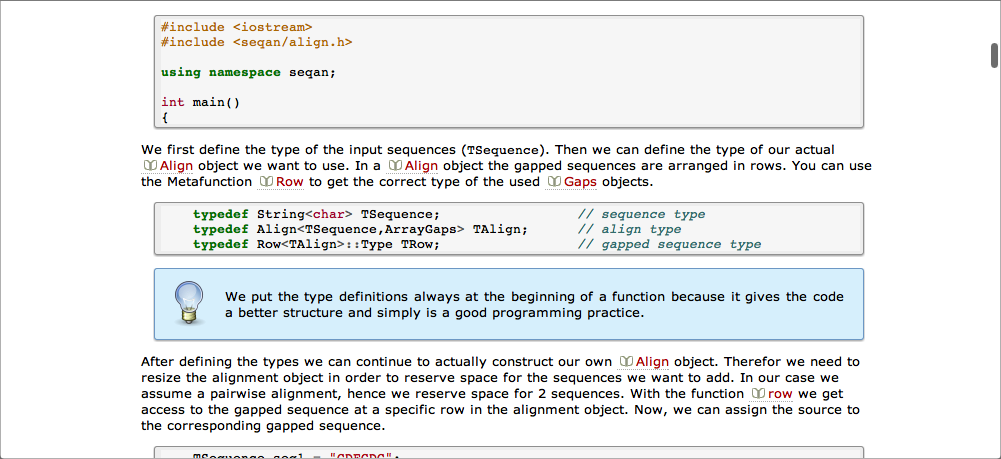 #include <iostream>
#include <seqan/align.h>
using namespace seqan;
int main()
{
We first define the type of the input sequences (TSequence). Then we can define the type of our actual
Align object we want to use. In a Align object the gapped sequences are arranged in rows. You can use
the Metafunction Row to get the correct type of the used Gaps objects.
typedef String<char> TSequence; // sequence type
typedef Align<TSequence,ArrayGaps> TAlign; // align type
typedef Row<TAlign>::Type TRow; // gapped sequence type
We put the type definitions always at the beginning of a function because it gives the code
a better structure and simply is a good programming practice.
After defining the types we can continue to actually construct our own Align object. Therefor we need to
resize the alignment object in order to reserve space for the sequences we want to add. In our case we
assume a pairwise alignment, hence we reserve space for 2 sequences. With the function row we get
access to the gapped sequence at a specific row in the alignment object. Now, we can assign the source to
the corresponding gapped sequence.
TSequence seq1 =